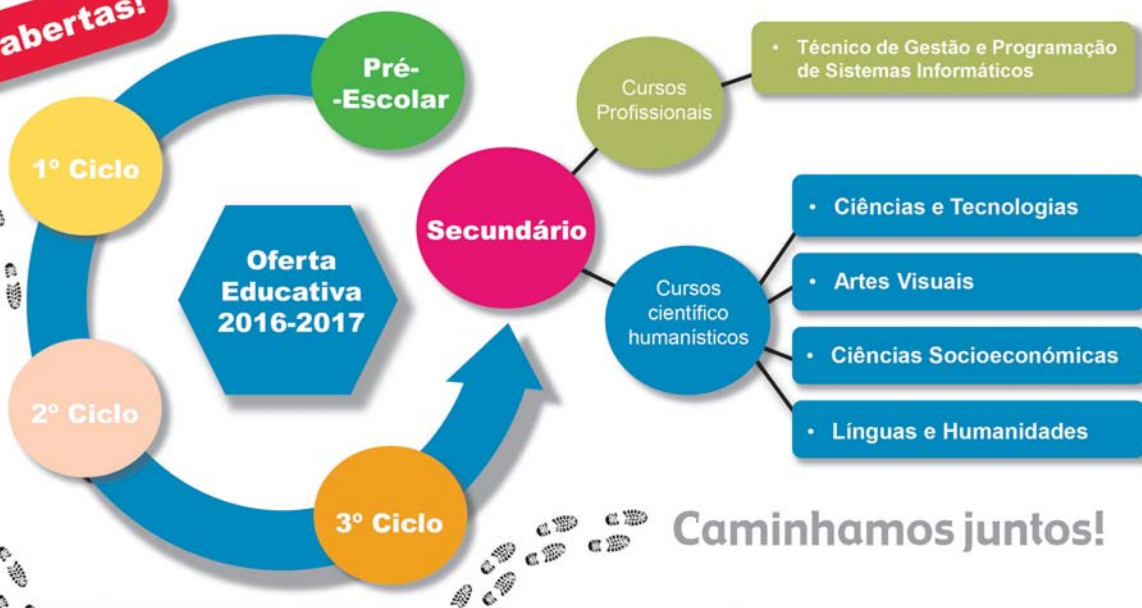 abertas!
Pré-
-Escolar
1º Ciclo
2º Ciclo
3º Ciclo
Oferta
Educativa
2016-2017
Secundário
Cursos
Profissionais
• Técnico de Gestão e Programação
de Sistemas Informáticos
Cursos
científico
humanísticos
• Ciências e Tecnologias
• Artes Visuais
• Ciências Socioeconómicas
• Línguas e Humanidades
Caminhamos juntos!